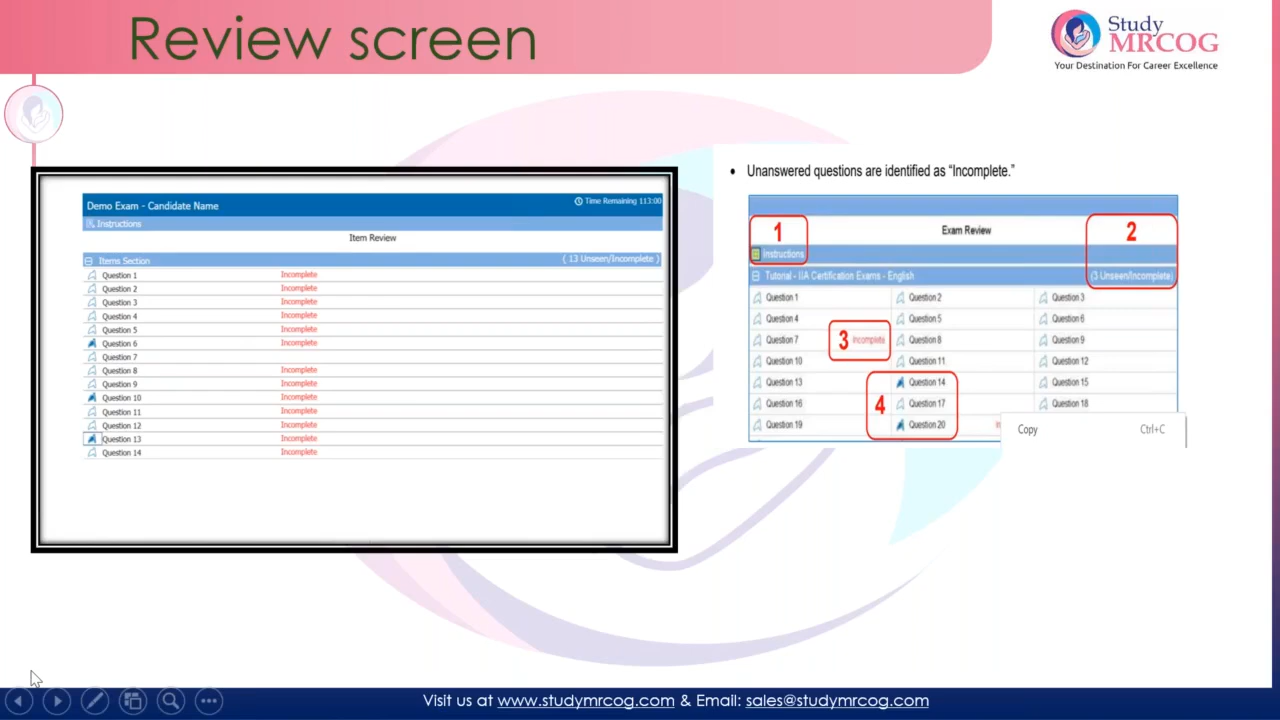 Review screen
Study
MRCOG
Your Destination For Career Excellence
Demo Exam - Candidate Name
Time Remaining 113:00
Instructions
Item Review
Items Section
( 13 Unseen/Incomplete )
Question 1 Incomplete
Question 2 Incomplete
Question 3 Incomplete
Question 4 Incomplete
Question 5 Incomplete
Question 6 Incomplete
Question 7
Question 8 Incomplete
Question 9 Incomplete
Question 10 Incomplete
Question 11 Incomplete
Question 12 Incomplete
Question 13 Incomplete
Question 14 Incomplete
• Unanswered questions are identified as “Incomplete.”
1
Exam Review
2
Instructions
Tutorial - IIA Certification Exams - English
(3 Unseen/Incomplete)
Question 1 Question 2 Question 3
Question 4 Question 5 Question 6
Question 7 3 Incomplete Question 8 Question 9
Question 10 Question 11 Question 12
Question 13 Question 14 Question 15
Question 16 4 Question 17 Question 18
Question 19 Question 20
Copy Ctrl+C
Visit us at www.studymrcog.com & Email: sales@studymrcog.com